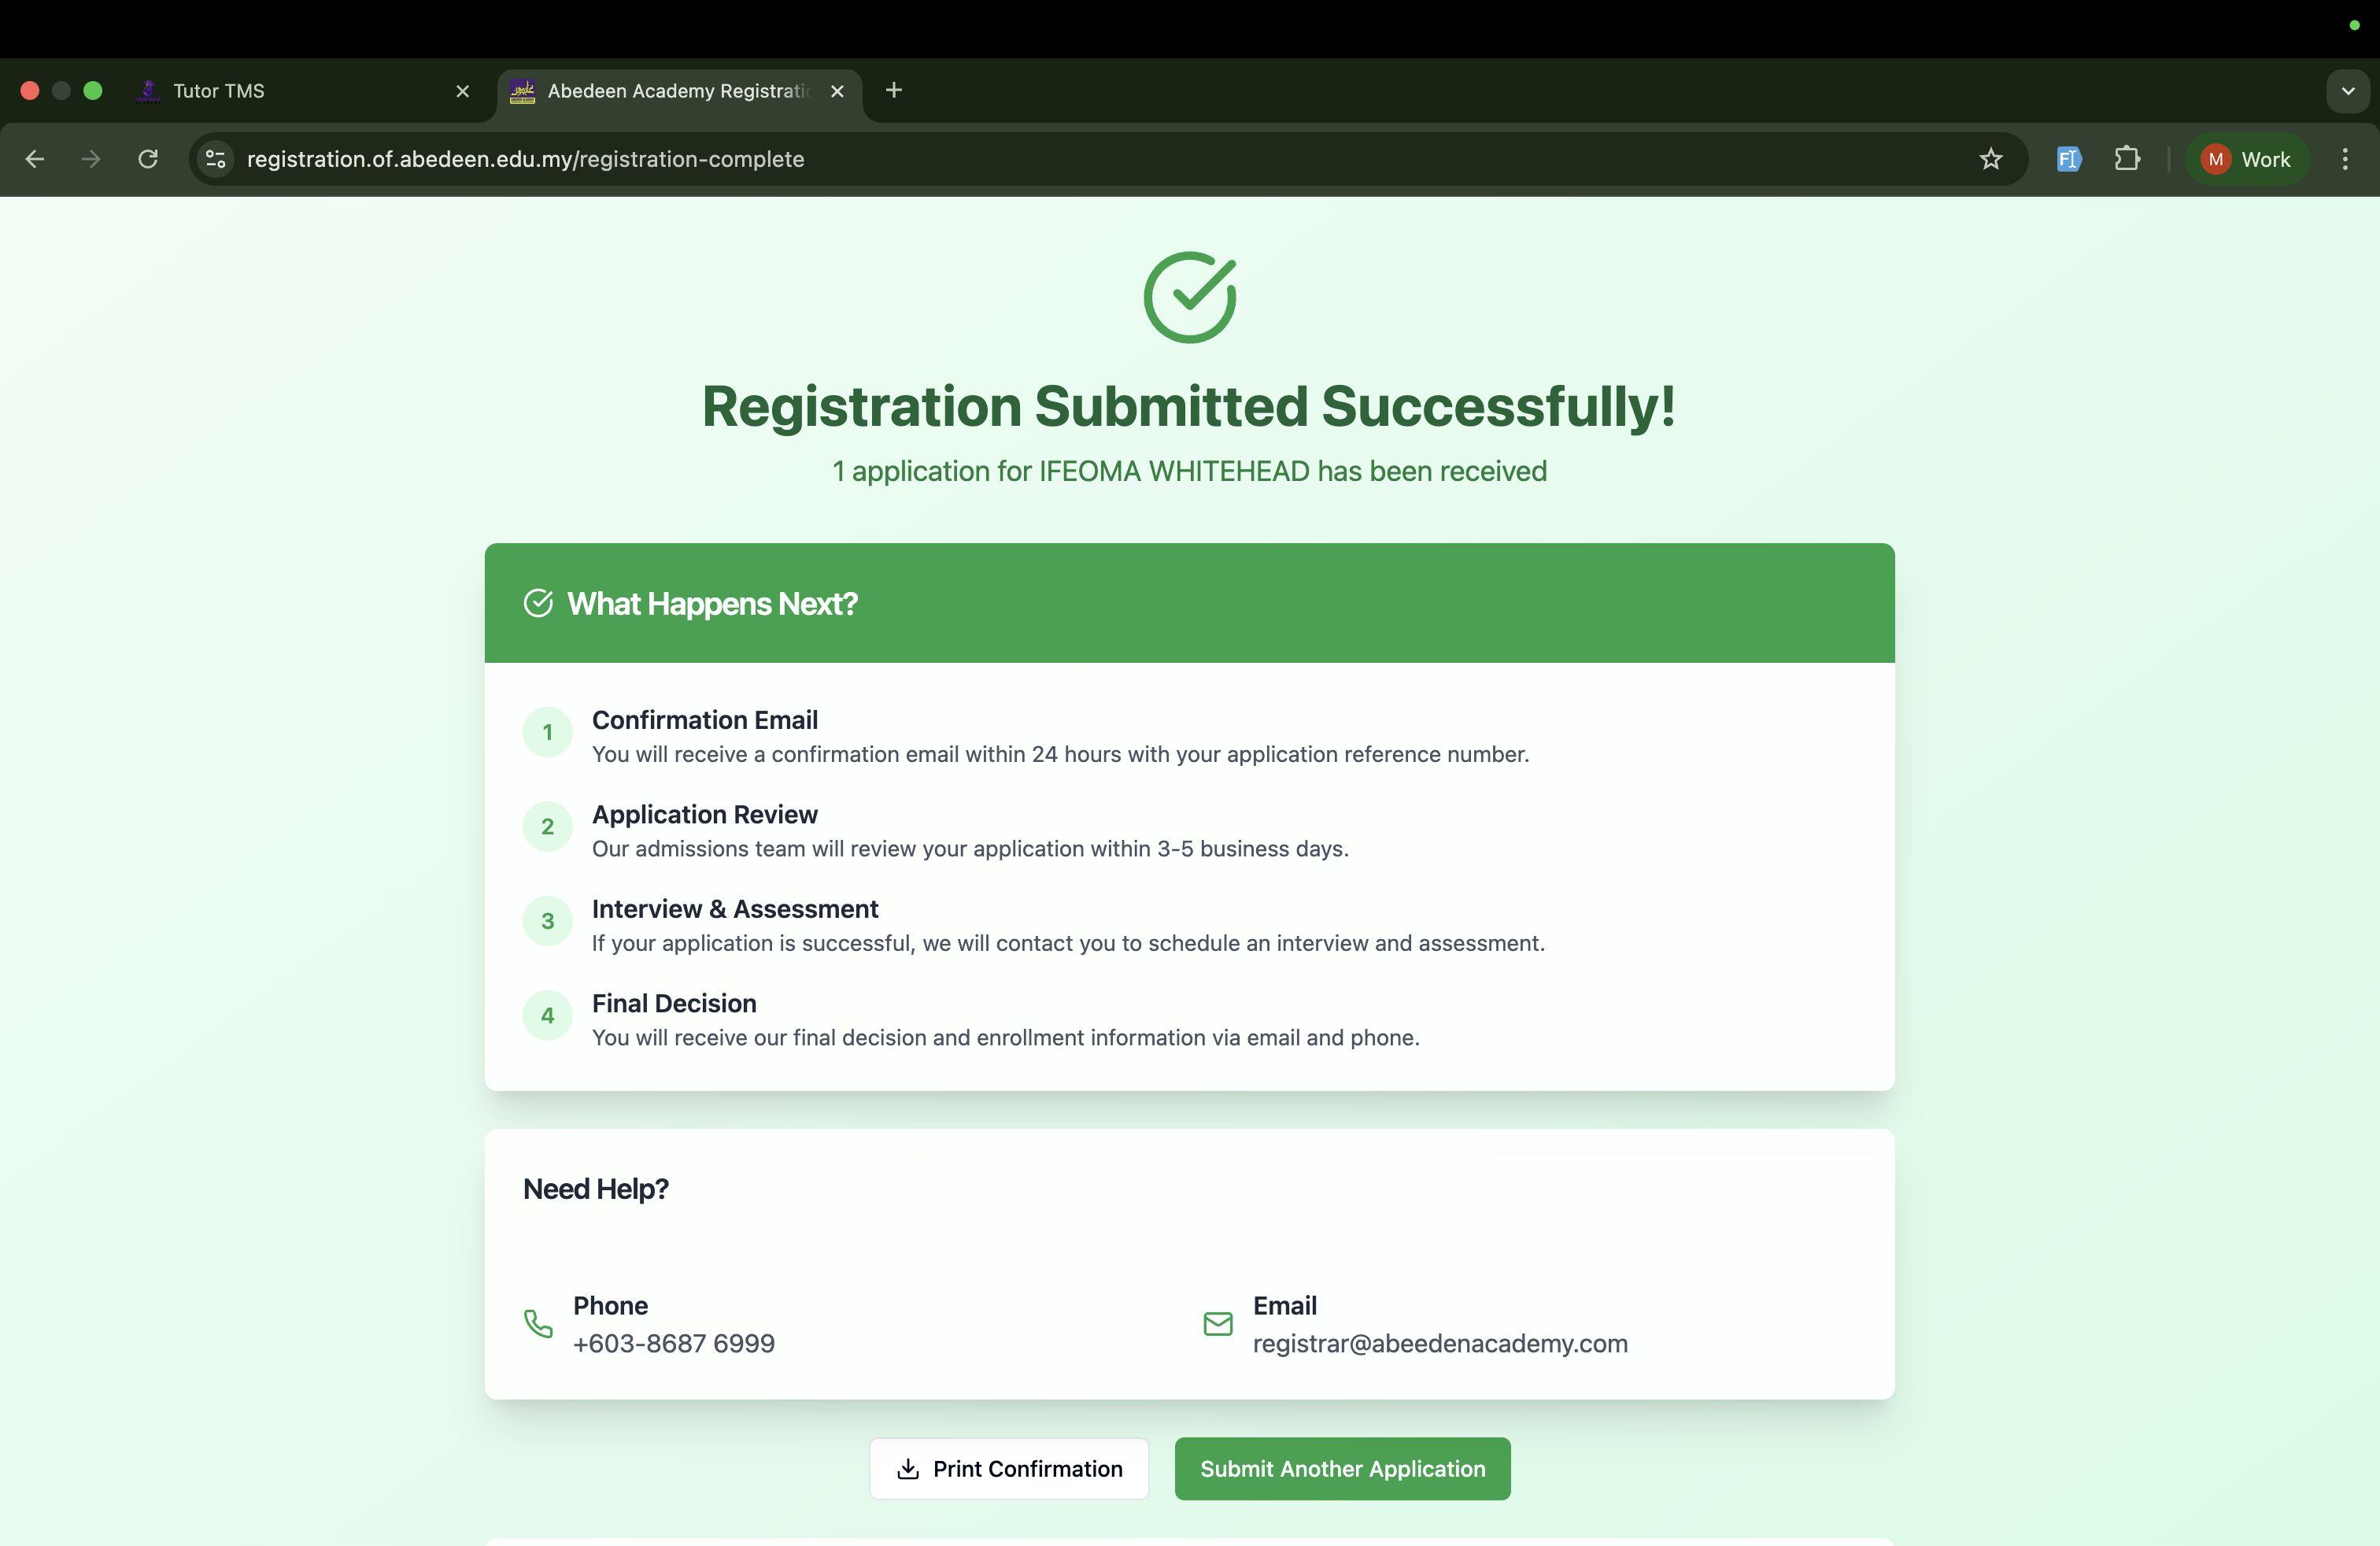 Tutor TMS
Abedeen Academy Registratio
registration.of.abedeen.edu.my/registration-complete
M Work
Registration Submitted Successfully!
1 application for IFEOMA WHITEHEAD has been received
What Happens Next?
1
Confirmation Email
You will receive a confirmation email within 24 hours with your application reference number.
2
Application Review
Our admissions team will review your application within 3-5 business days.
3
Interview & Assessment
If your application is successful, we will contact you to schedule an interview and assessment.
4
Final Decision
You will receive our final decision and enrollment information via email and phone.
Need Help?
Phone
+603-8687 6999
Email
registrar@abeedenacademy.com
Print Confirmation
Submit Another Application